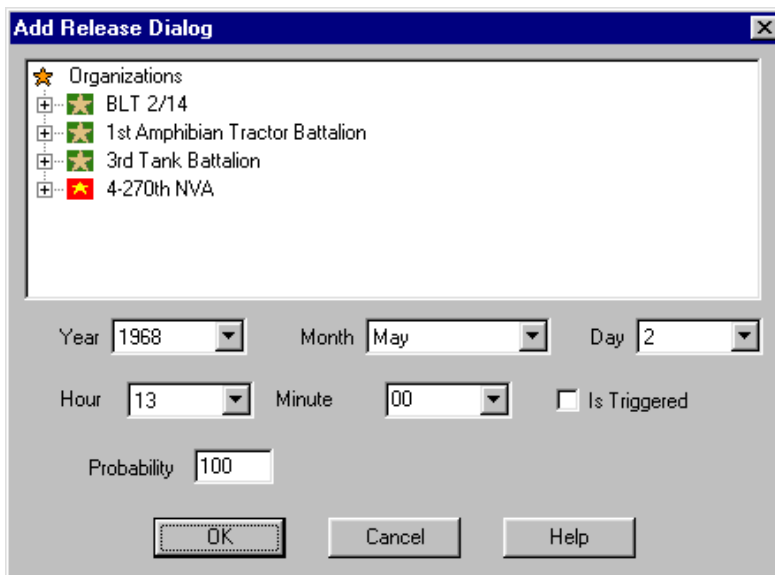 Add Release Dialog
Organizations
BLT 2/14
1st Amphibian Tractor Battalion
3rd Tank Battalion
4-270th NVA
Year 1968 Month May Day 2
Hour 13 Minute 00 Is Triggered
Probability 100
OK Cancel Help